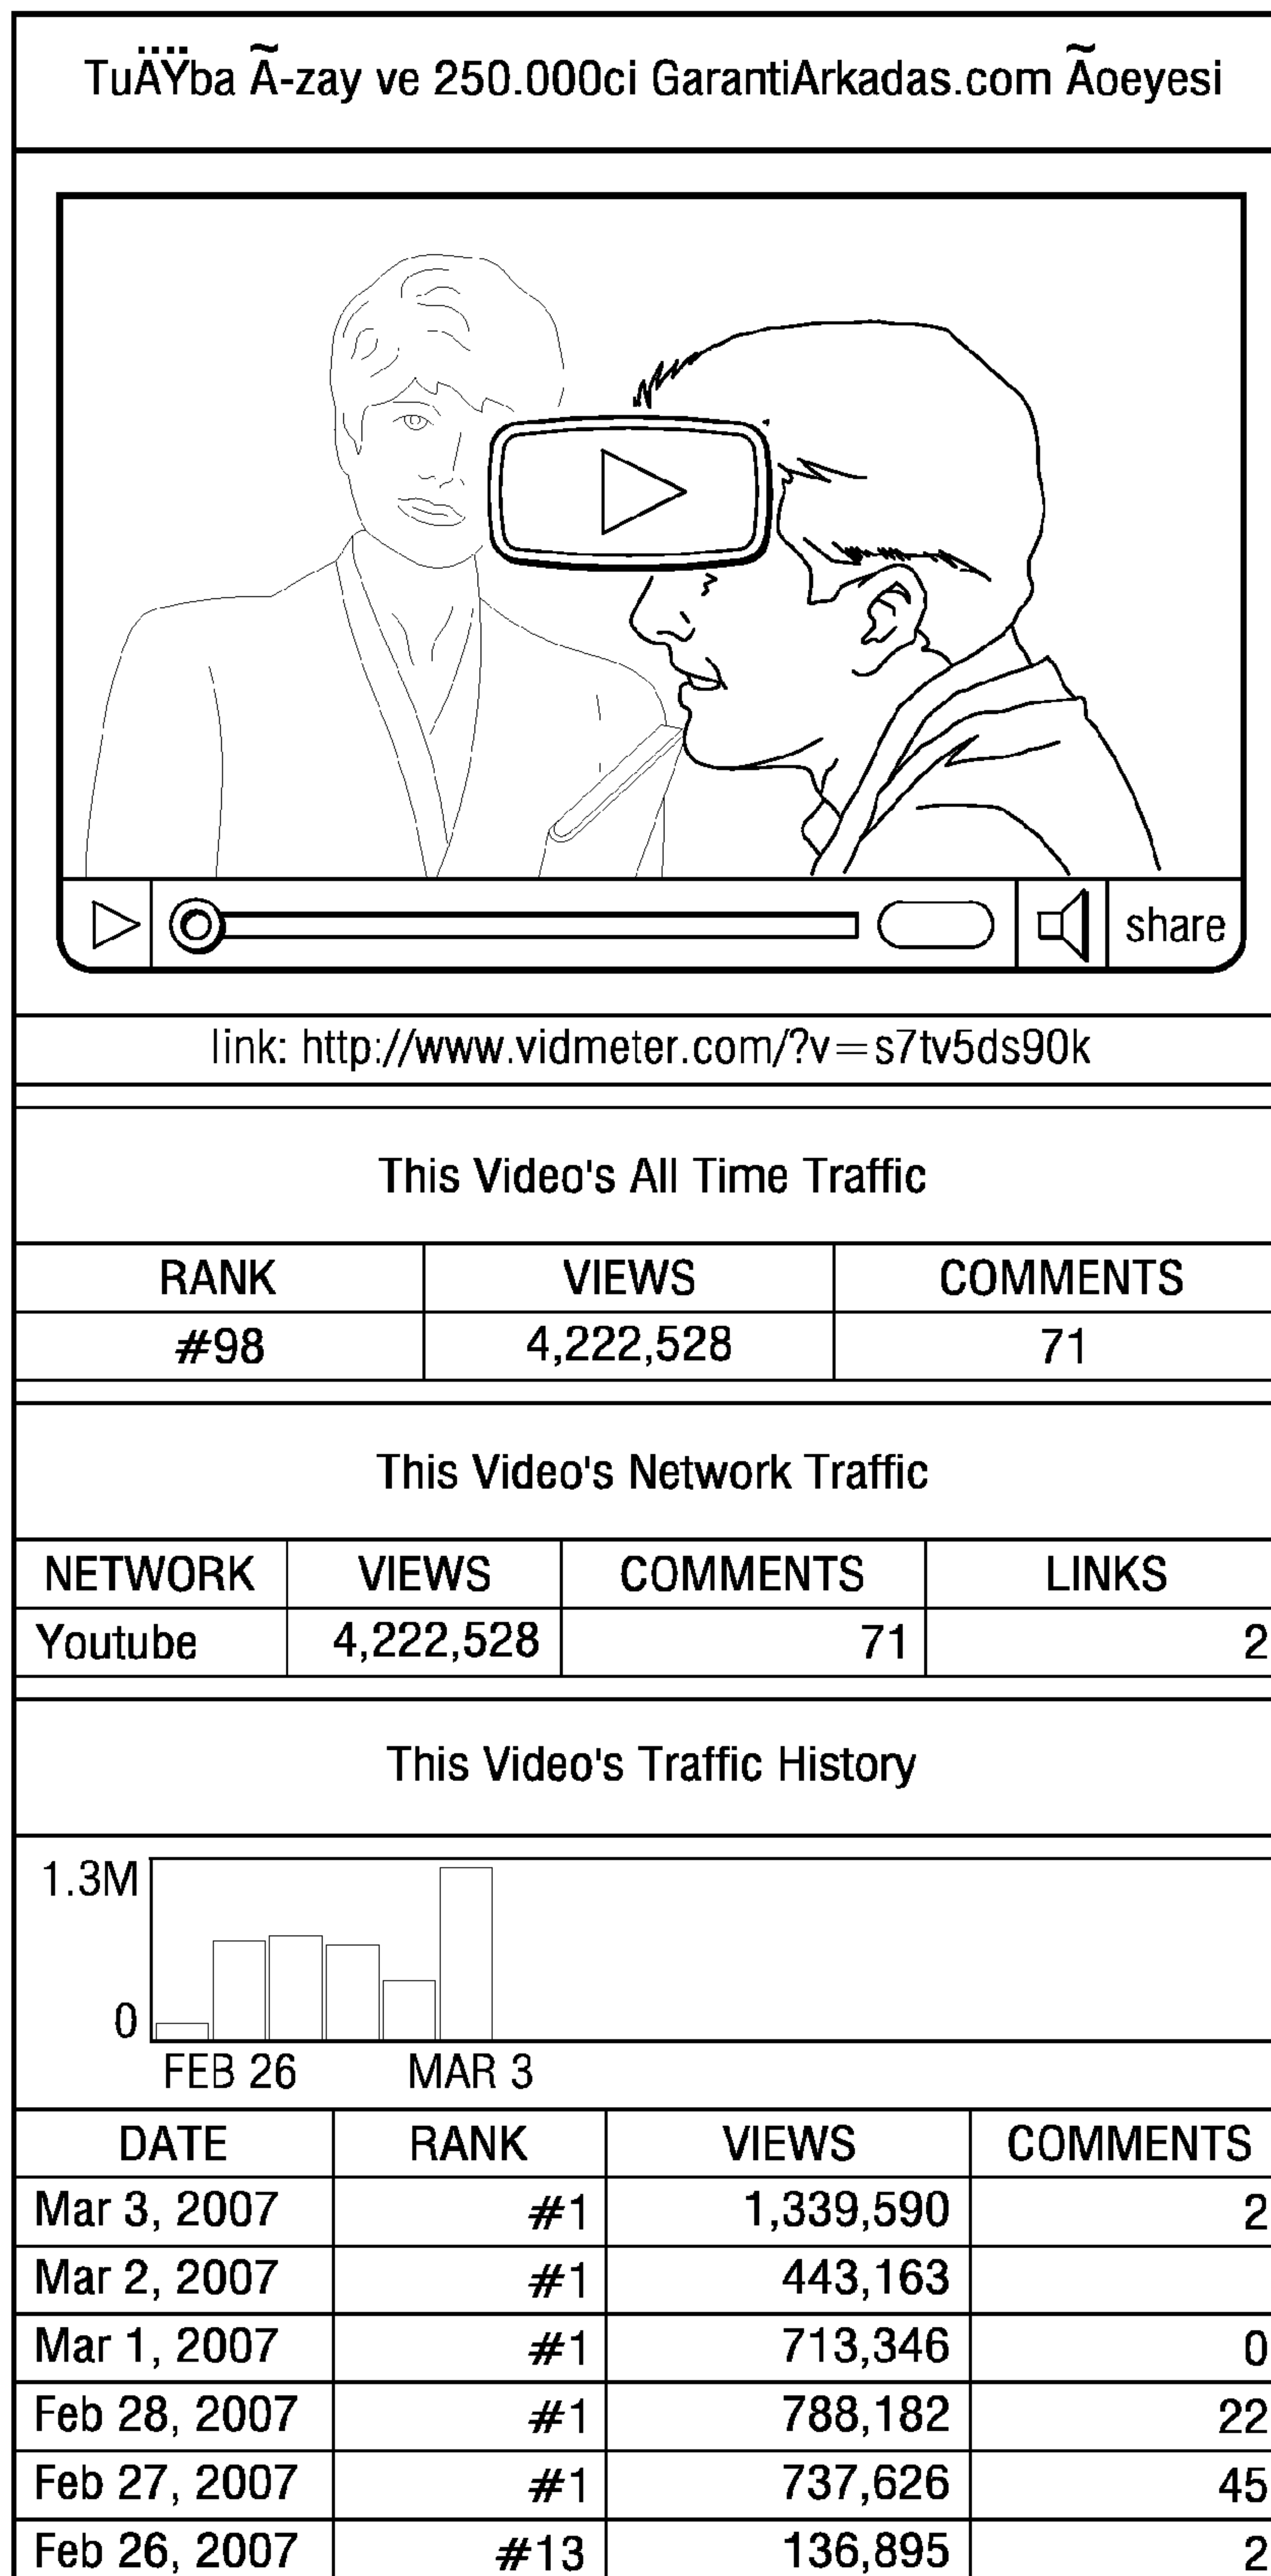 TuÄŸba Ã-zay ve 250.000ci GarantiArkadas.com Ãoeyesi
share
link: http://www.vidmeter.com/?v=s7tv5ds90k
This Video's All Time Traffic
RANK VIEWS COMMENTS
#98 4,222,528 71
This Video's Network Traffic
NETWORK VIEWS COMMENTS LINKS
Youtube 4,222,528 71 2
This Video's Traffic History
1.3M
0
FEB 26 MAR 3
DATE RANK VIEWS COMMENTS
Mar 3, 2007 #1 1,339,590 2
Mar 2, 2007 #1 443,163
Mar 1, 2007 #1 713,346 0
Feb 28, 2007 #1 788,182 22
Feb 27, 2007 #1 737,626 45
Feb 26, 2007 #13 136,895 2